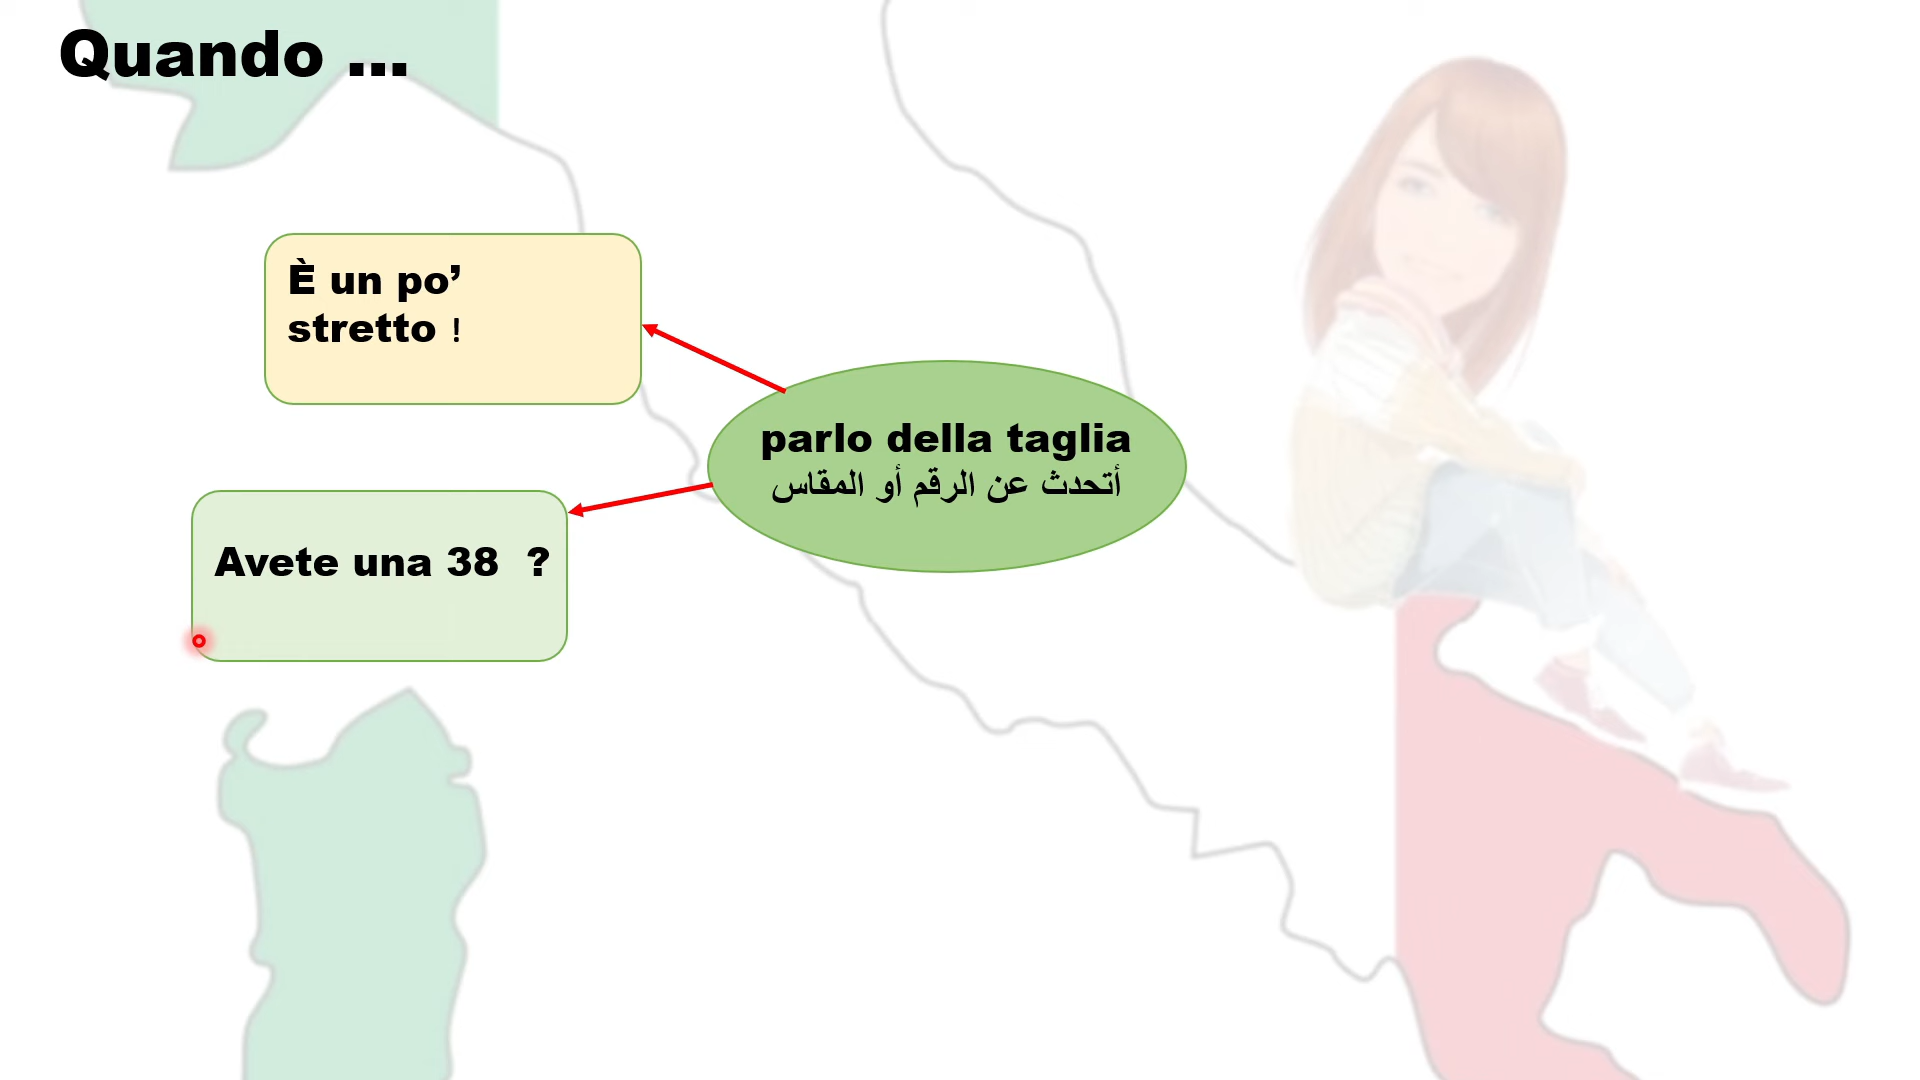 Quando ...
È un po’
stretto !
parlo della taglia
أتحدث عن الرقم أو المقاس
Avete una 38 ?